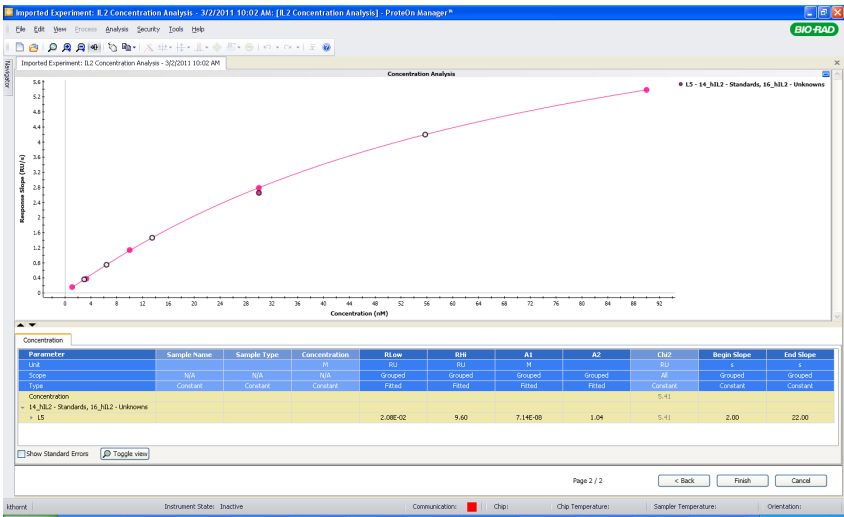 Imported Experiment: IL2 Concentration Analysis - 3/2/2011 10:02 AM: [IL2 Concentration Analysis] - ProteOn Manager™
File Edit View Process Analysis Security Tools Help
BIO-RAD
Navigator
Imported Experiment: IL2 Concentration Analysis - 3/2/2011 10:02 AM
Concentration Analysis
L5 - 14_hIL2 - Standards, 16_hIL2 - Unknowns
Response Slope (RU/s)
5.6
5.2
4.8
4.4
4
3.6
3.2
2.8
2.4
2
1.6
1.2
0.8
0.4
0
0 4 8 12 16 20 24 28 32 36 40 44 48 52 56 60 64 68 72 76 80 84 88 92
Concentration (nM)
Concentration
Parameter Sample Name Sample Type Concentration RLow RHi A1 A2 Chi2 Begin Slope End Slope
Unit M RU RU M RU s s
Scope N/A N/A N/A Grouped Grouped Grouped Grouped All Grouped Grouped
Type Constant Constant Constant Fitted Fitted Fitted Fitted Constant Constant Constant
Concentration 5.41
14_hIL2 - Standards, 16_hIL2 - Unknowns
L5 2.08E-02 9.60 7.14E-08 1.04 5.41 2.00 22.00
Show Standard Errors Toggle view
Page 2 / 2 < Back Finish Cancel
kthornt Instrument State: Inactive Communication: Chip: Chip Temperature: Sampler Temperature: Orientation: